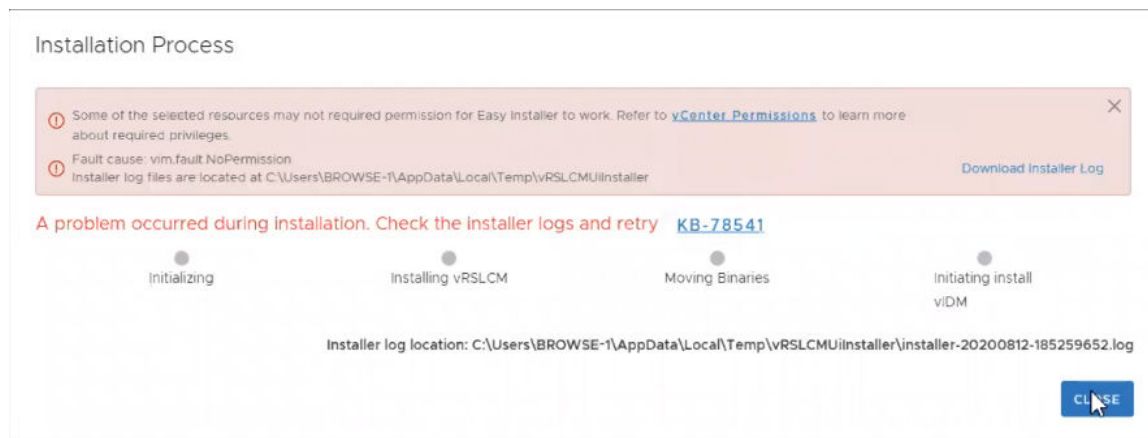 Installation Process
Some of the selected resources may not required permission for Easy Installer to work. Refer to vCenter Permissions to learn more
about required privileges.
Fault cause: vim.fault.NoPermission
Installer log files are located at C:\Users\BROWSE~1\AppData\Local\Temp\vRSLCMUiInstaller
Download Installer Log
A problem occurred during installation. Check the installer logs and retry KB-78541
Initializing
Installing vRSLCM
Moving Binaries
Initiating install
vIDM
Installer log location: C:\Users\BROWSE~1\AppData\Local\Temp\vRSLCMUiInstaller\installer-20200812-185259652.log
CLOSE